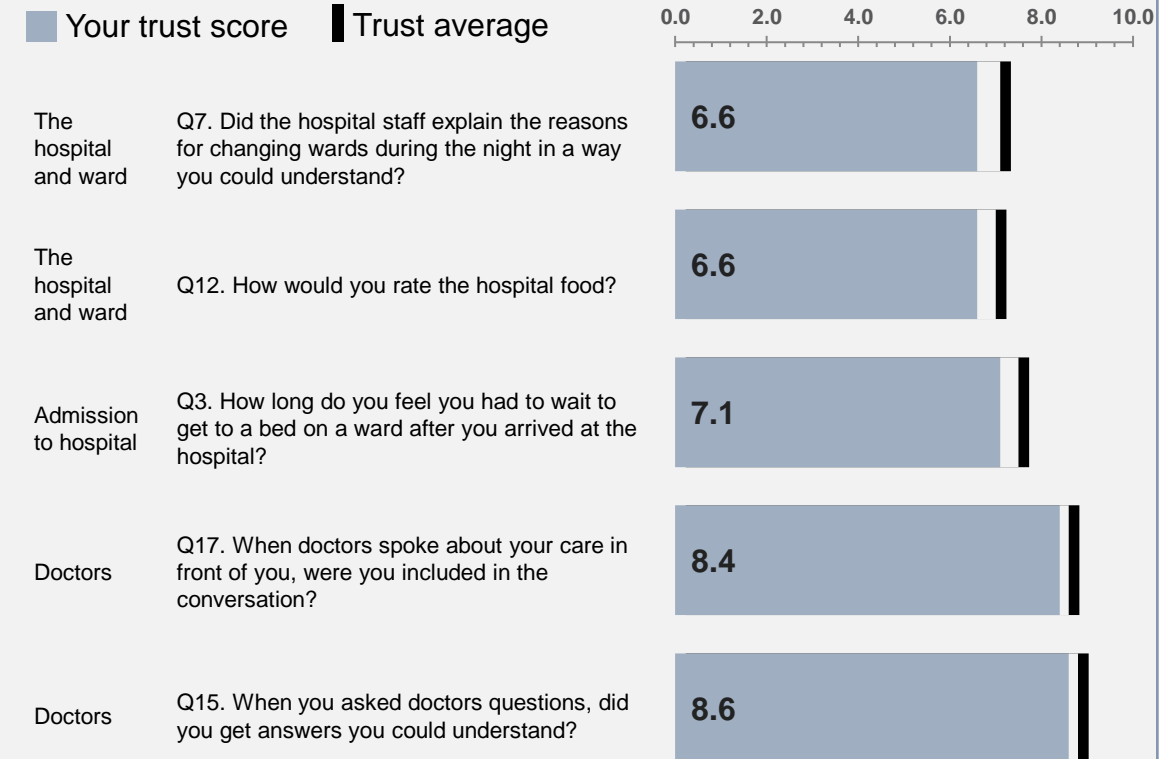 Your trust score
Trust average
0.0 2.0 4.0 6.0 8.0 10.0
The
hospital
and ward
Q7. Did the hospital staff explain the reasons
for changing wards during the night in a way
you could understand?
6.6
The
hospital
and ward
Q12. How would you rate the hospital food?
6.6
Admission
to hospital
Q3. How long do you feel you had to wait to
get to a bed on a ward after you arrived at the
hospital?
7.1
Doctors
Q17. When doctors spoke about your care in
front of you, were you included in the
conversation?
8.4
Doctors
Q15. When you asked doctors questions, did
you get answers you could understand?
8.6